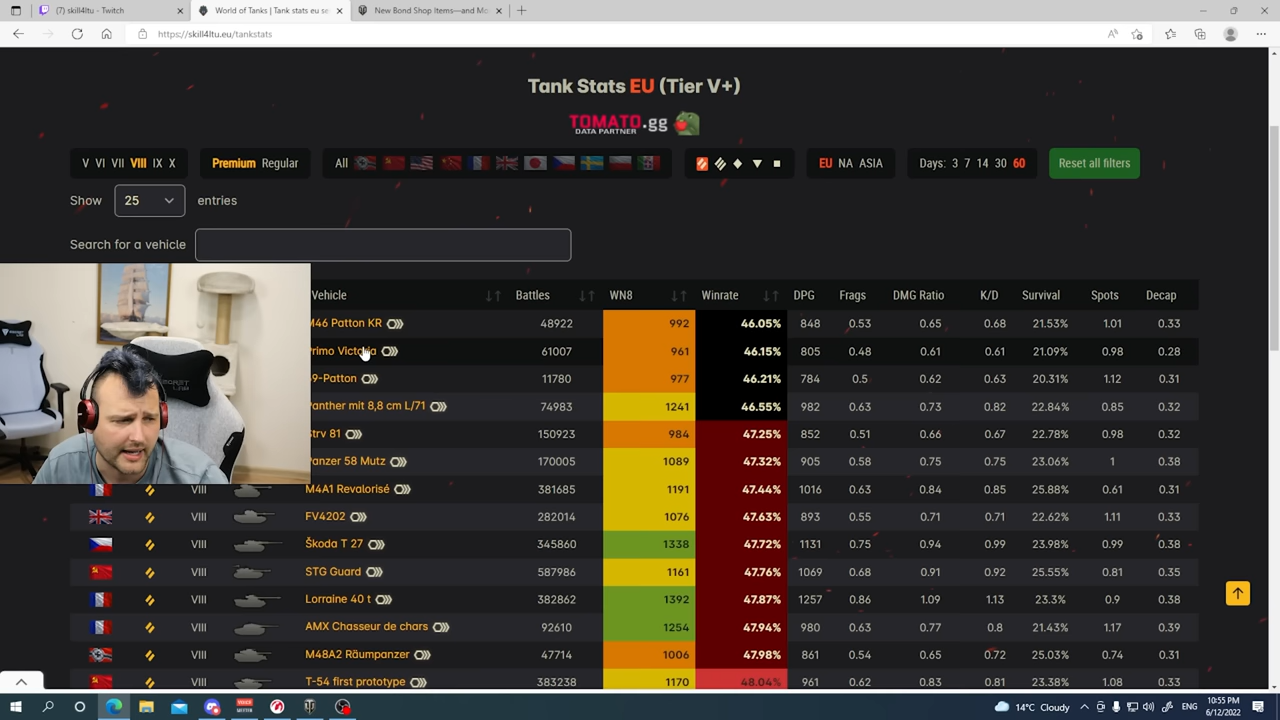 (7) skill4ltu - Twitch
World of Tanks | Tank stats eu se
New Bond Shop Items—and Mo
https://skill4ltu.eu/tankstats
Tank Stats EU (Tier V+)
TOMATO.gg
DATA PARTNER
V VI VII VIII IX X
Premium Regular
All
EU NA ASIA
Days: 3 7 14 30 60
Reset all filters
Show 25 entries
Search for a vehicle
Vehicle Battles WN8 Winrate DPG Frags DMG Ratio K/D Survival Spots Decap
M46 Patton KR 48922 992 46.05% 848 0.53 0.65 0.68 21.53% 1.01 0.33
Primo Victoria 61007 961 46.15% 805 0.48 0.61 0.61 21.09% 0.98 0.28
59-Patton 11780 977 46.21% 784 0.5 0.62 0.63 20.31% 1.12 0.31
Panther mit 8,8 cm L/71 74983 1241 46.55% 982 0.63 0.73 0.82 22.84% 0.85 0.32
Strv 81 150923 984 47.25% 852 0.51 0.66 0.67 22.78% 0.98 0.32
Panzer 58 Mutz 170005 1089 47.32% 905 0.58 0.75 0.75 23.06% 1 0.38
VIII M4A1 Revalorisé 381685 1191 47.44% 1016 0.63 0.84 0.85 25.88% 0.61 0.31
VIII FV4202 282014 1076 47.63% 893 0.55 0.71 0.71 22.62% 1.11 0.33
VIII Škoda T 27 345860 1338 47.72% 1131 0.75 0.94 0.99 23.98% 0.99 0.38
VIII STG Guard 587986 1161 47.76% 1069 0.68 0.91 0.92 25.55% 0.81 0.35
VIII Lorraine 40 t 382862 1392 47.87% 1257 0.86 1.09 1.13 23.3% 0.9 0.38
VIII AMX Chasseur de chars 92610 1254 47.94% 980 0.63 0.77 0.8 21.43% 1.17 0.39
VIII M48A2 Räumpanzer 47714 1006 47.98% 861 0.54 0.65 0.72 25.03% 0.65 0.31
VIII T-54 first prototype 383238 1170 48.04% 961 0.62 0.83 0.81 23.38% 1.08 0.33
14°C Cloudy
ENG
10:55 PM
6/12/2022